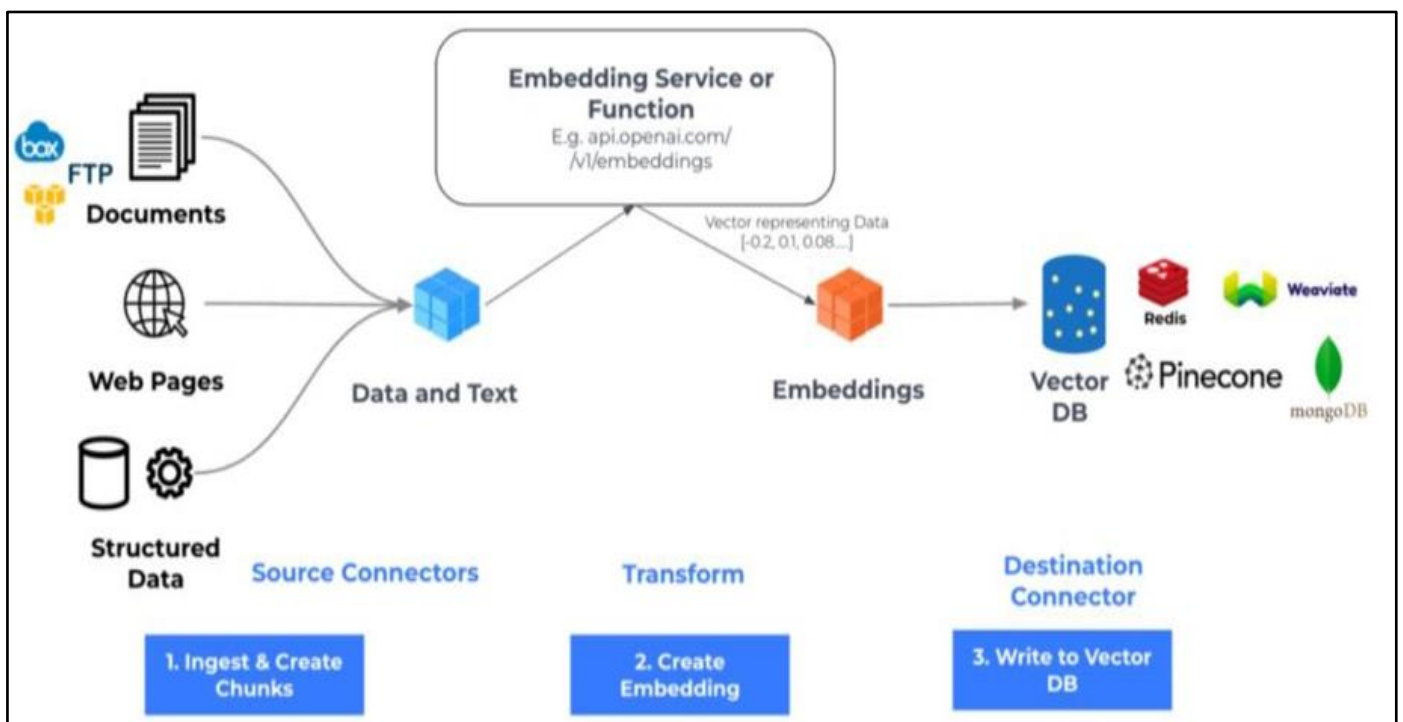 Embedding Service or
Function
E.g. api.openai.com/
/v1/embeddings
box
FTP
Documents
Vector representing Data
[-0.2, 0.1, 0.08....]
Web Pages
Data and Text
Embeddings
Vector
DB
Redis
Weaviate
Pinecone
mongoDB
Structured
Data
Source Connectors
Transform
Destination
Connector
1. Ingest & Create
Chunks
2. Create
Embedding
3. Write to Vector
DB